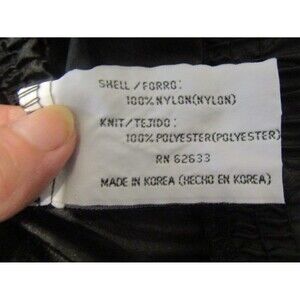 SHELL/FORRO:
100% NYLON(NYLON)
KNIT/TEJIDO:
100% POLYESTER(POLYESTER)
RN 62633
MADE IN KOREA (HECHO EN KOREA)